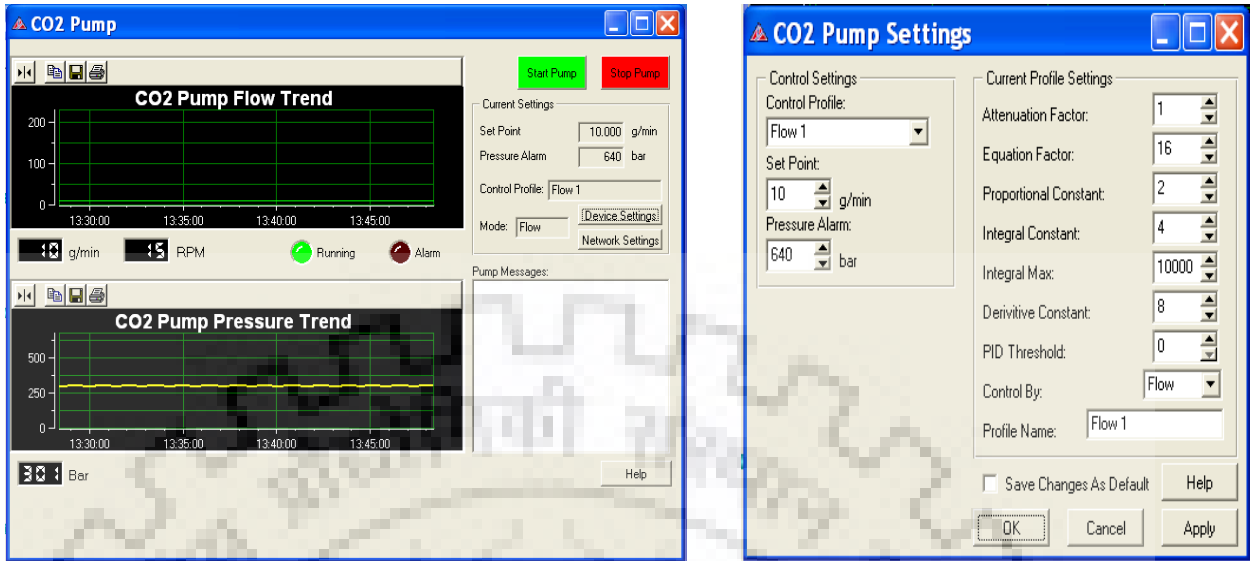 CO2 Pump
Start Pump
Stop Pump
CO2 Pump Flow Trend
200
100
0
13:30:00 13:35:00 13:40:00 13:45:00
10 g/min 15 RPM Running Alarm
Current Settings
Set Point 10.000 g/min
Pressure Alarm 640 bar
Control Profile: Flow 1
Mode: Flow
Device Settings
Network Settings
Pump Messages:
CO2 Pump Pressure Trend
500
250
0
13:30:00 13:35:00 13:40:00 13:45:00
301 Bar
Help
CO2 Pump Settings
Control Settings
Control Profile:
Flow 1
Set Point:
10 g/min
Pressure Alarm:
640 bar
Current Profile Settings
Attenuation Factor: 1
Equation Factor: 16
Proportional Constant: 2
Integral Constant: 4
Integral Max: 10000
Derivitive Constant: 8
PID Threshold: 0
Control By: Flow
Profile Name: Flow 1
Save Changes As Default
Help
OK
Cancel
Apply